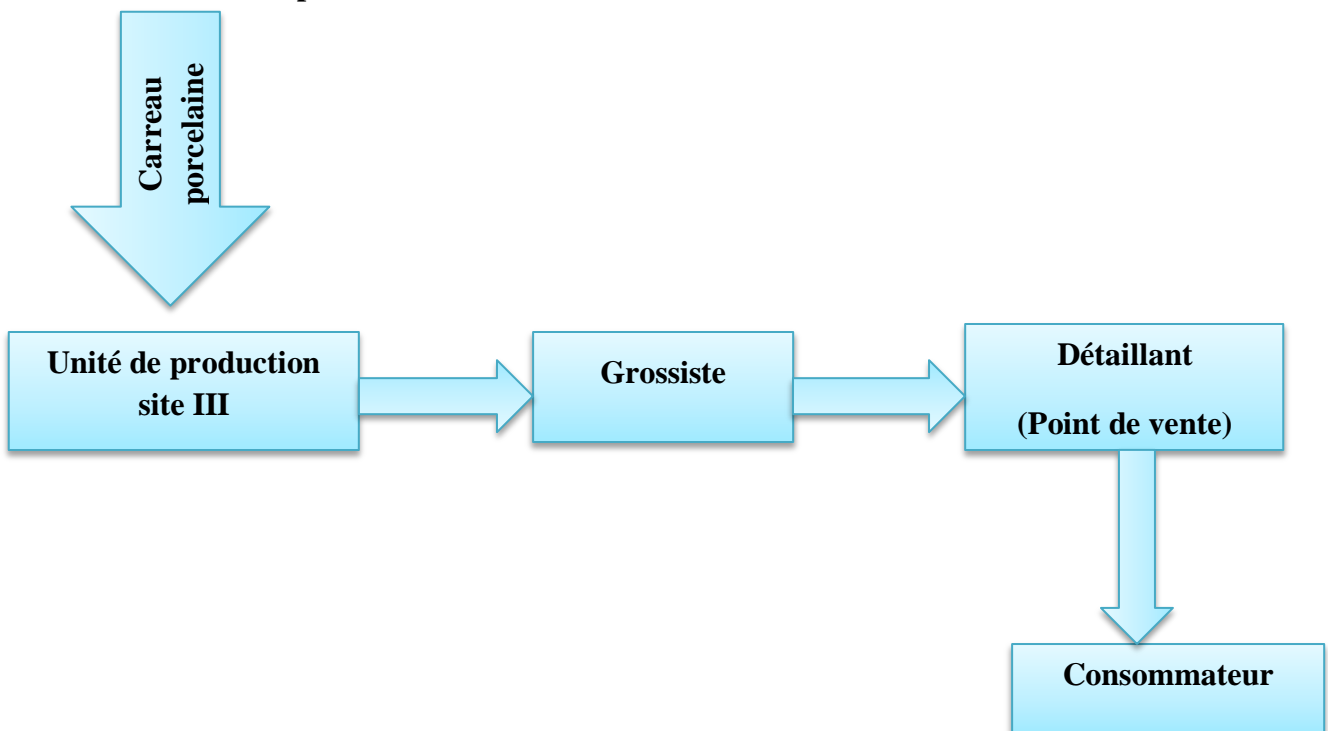 Carreau
porcelaine
Unité de production
site III
Grossiste
Détaillant
(Point de vente)
Consommateur